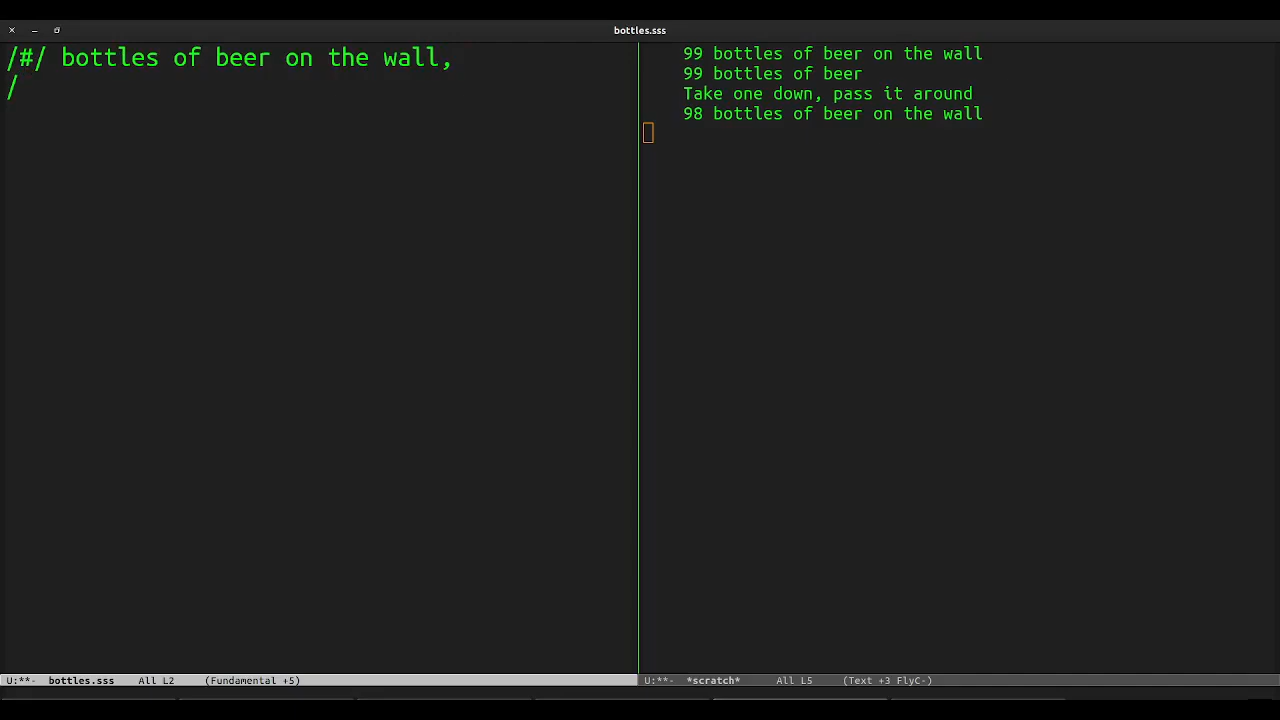 bottles.sss
/#/ bottles of beer on the wall,
/
99 bottles of beer on the wall
99 bottles of beer
Take one down, pass it around
98 bottles of beer on the wall
U:**-  bottles.sss    All L2     (Fundamental +5)
U:**-  *scratch*      All L5     (Text +3 FlyC-)